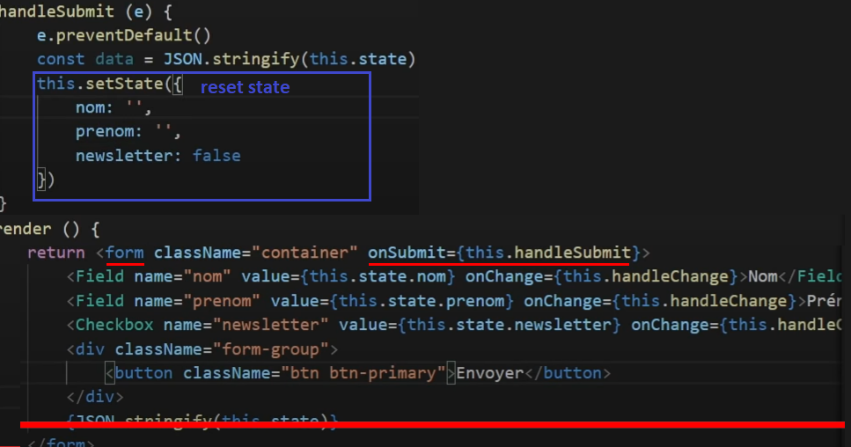 handleSubmit (e) {
e.preventDefault()
const data = JSON.stringify(this.state)
this.setState({ reset state
nom: '',
prenom: '',
newsletter: false
})
}
render () {
return <form className="container" onSubmit={this.handleSubmit}>
<Field name="nom" value={this.state.nom} onChange={this.handleChange}>Nom</Field
<Field name="prenom" value={this.state.prenom} onChange={this.handleChange}>Prén
<Checkbox name="newsletter" value={this.state.newsletter} onChange={this.handleC
<div className="form-group">
<button className="btn btn-primary">Envoyer</button>
</div>
{JSON.stringify(this.state)}
</form>